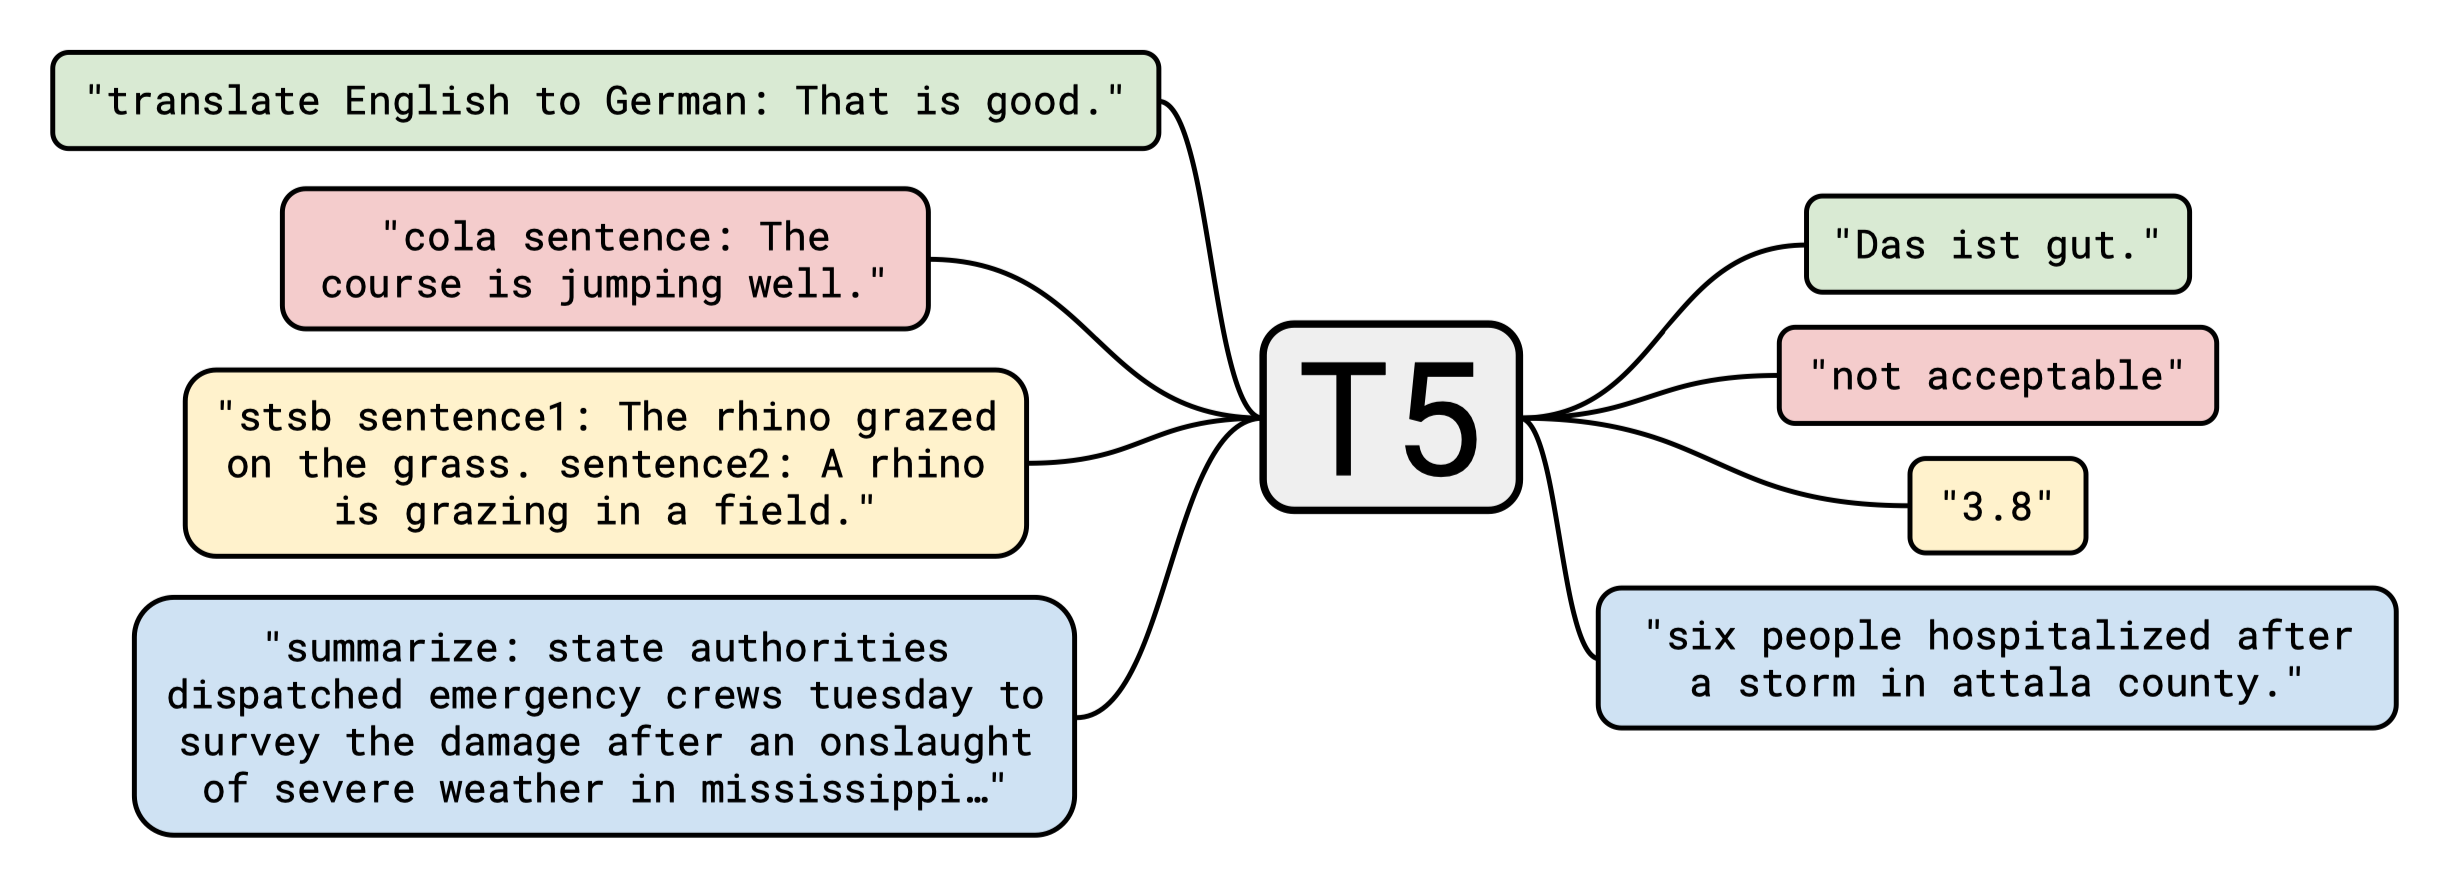 "translate English to German: That is good."
"cola sentence: The
course is jumping well."
"stsb sentence1: The rhino grazed
on the grass. sentence2: A rhino
is grazing in a field."
"summarize: state authorities
dispatched emergency crews tuesday to
survey the damage after an onslaught
of severe weather in mississippi…"
T5
"Das ist gut."
"not acceptable"
"3.8"
"six people hospitalized after
a storm in attala county."